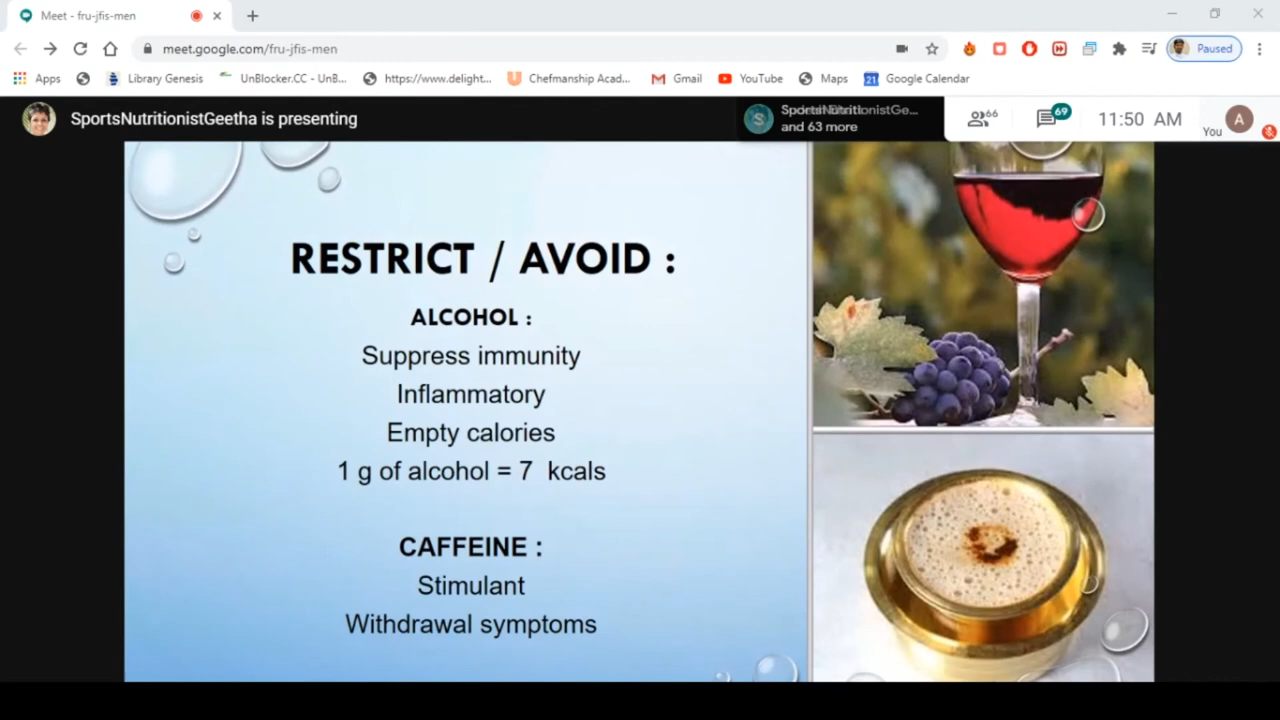 Meet - fru-jfis-men
meet.google.com/fru-jfis-men
Paused
Apps
Library Genesis
UnBlocker.CC - UnB...
https://www.delight...
Chefmanship Acad...
Gmail
YouTube
Maps
21
Google Calendar
SportsNutritionistGeetha is presenting
S
and 63 more
66
69
11:50 AM
You
A
RESTRICT / AVOID :
ALCOHOL :
Suppress immunity
Inflammatory
Empty calories
1 g of alcohol = 7 kcals
CAFFEINE :
Stimulant
Withdrawal symptoms